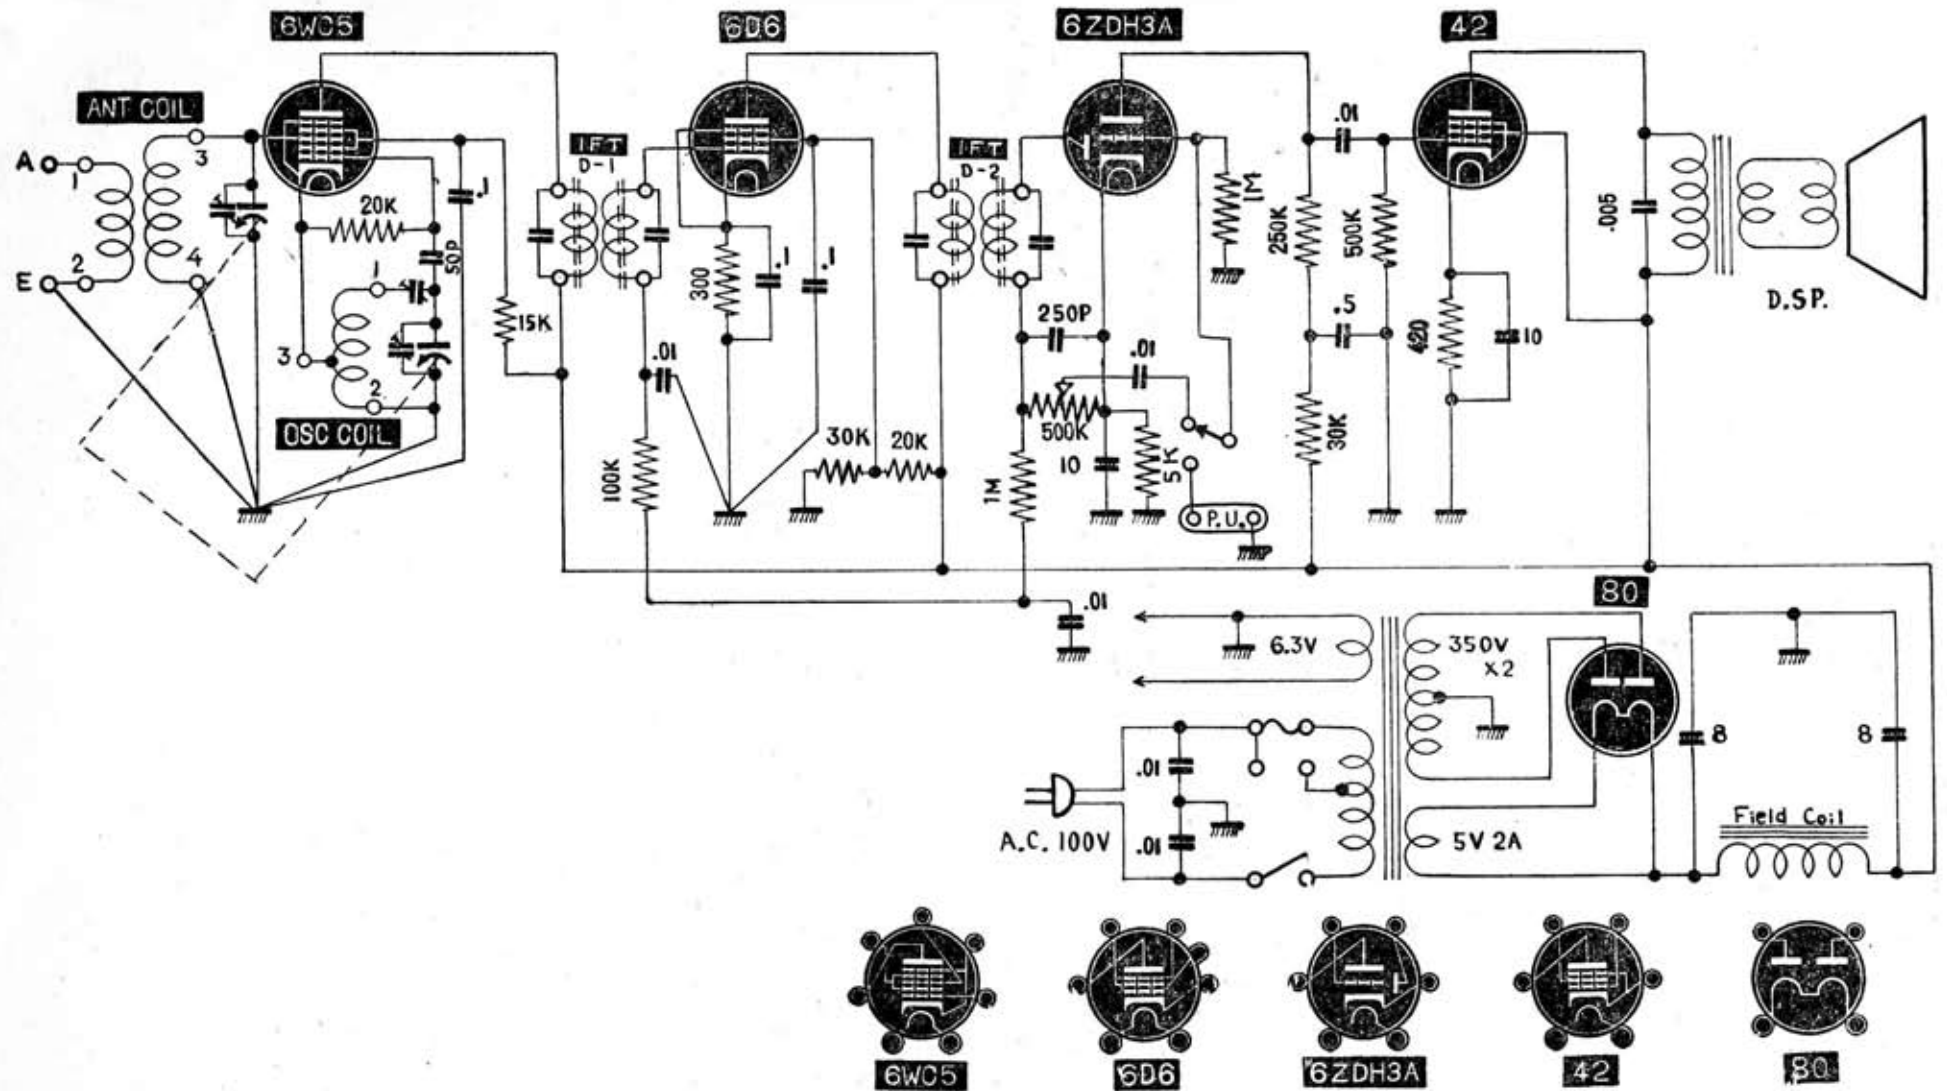 6WC5
6D6
6ZDH3A
42
ANT COIL
A
1
3
E
2
4
20K
.1
50P
1
3
2
OSC COIL
15K
IFT
D-1
.01
100K
300
.1
.1
30K
20K
IFT
D-2
250P
500K
1M
10
5K
.01
P.U.
1M
250K
.01
500K
.5
30K
420
10
.005
D.SP.
.01
6.3V
350V
X2
80
8
8
Field Coil
5V 2A
.01
.01
A.C. 100V
6WC5
6D6
6ZDH3A
42
80